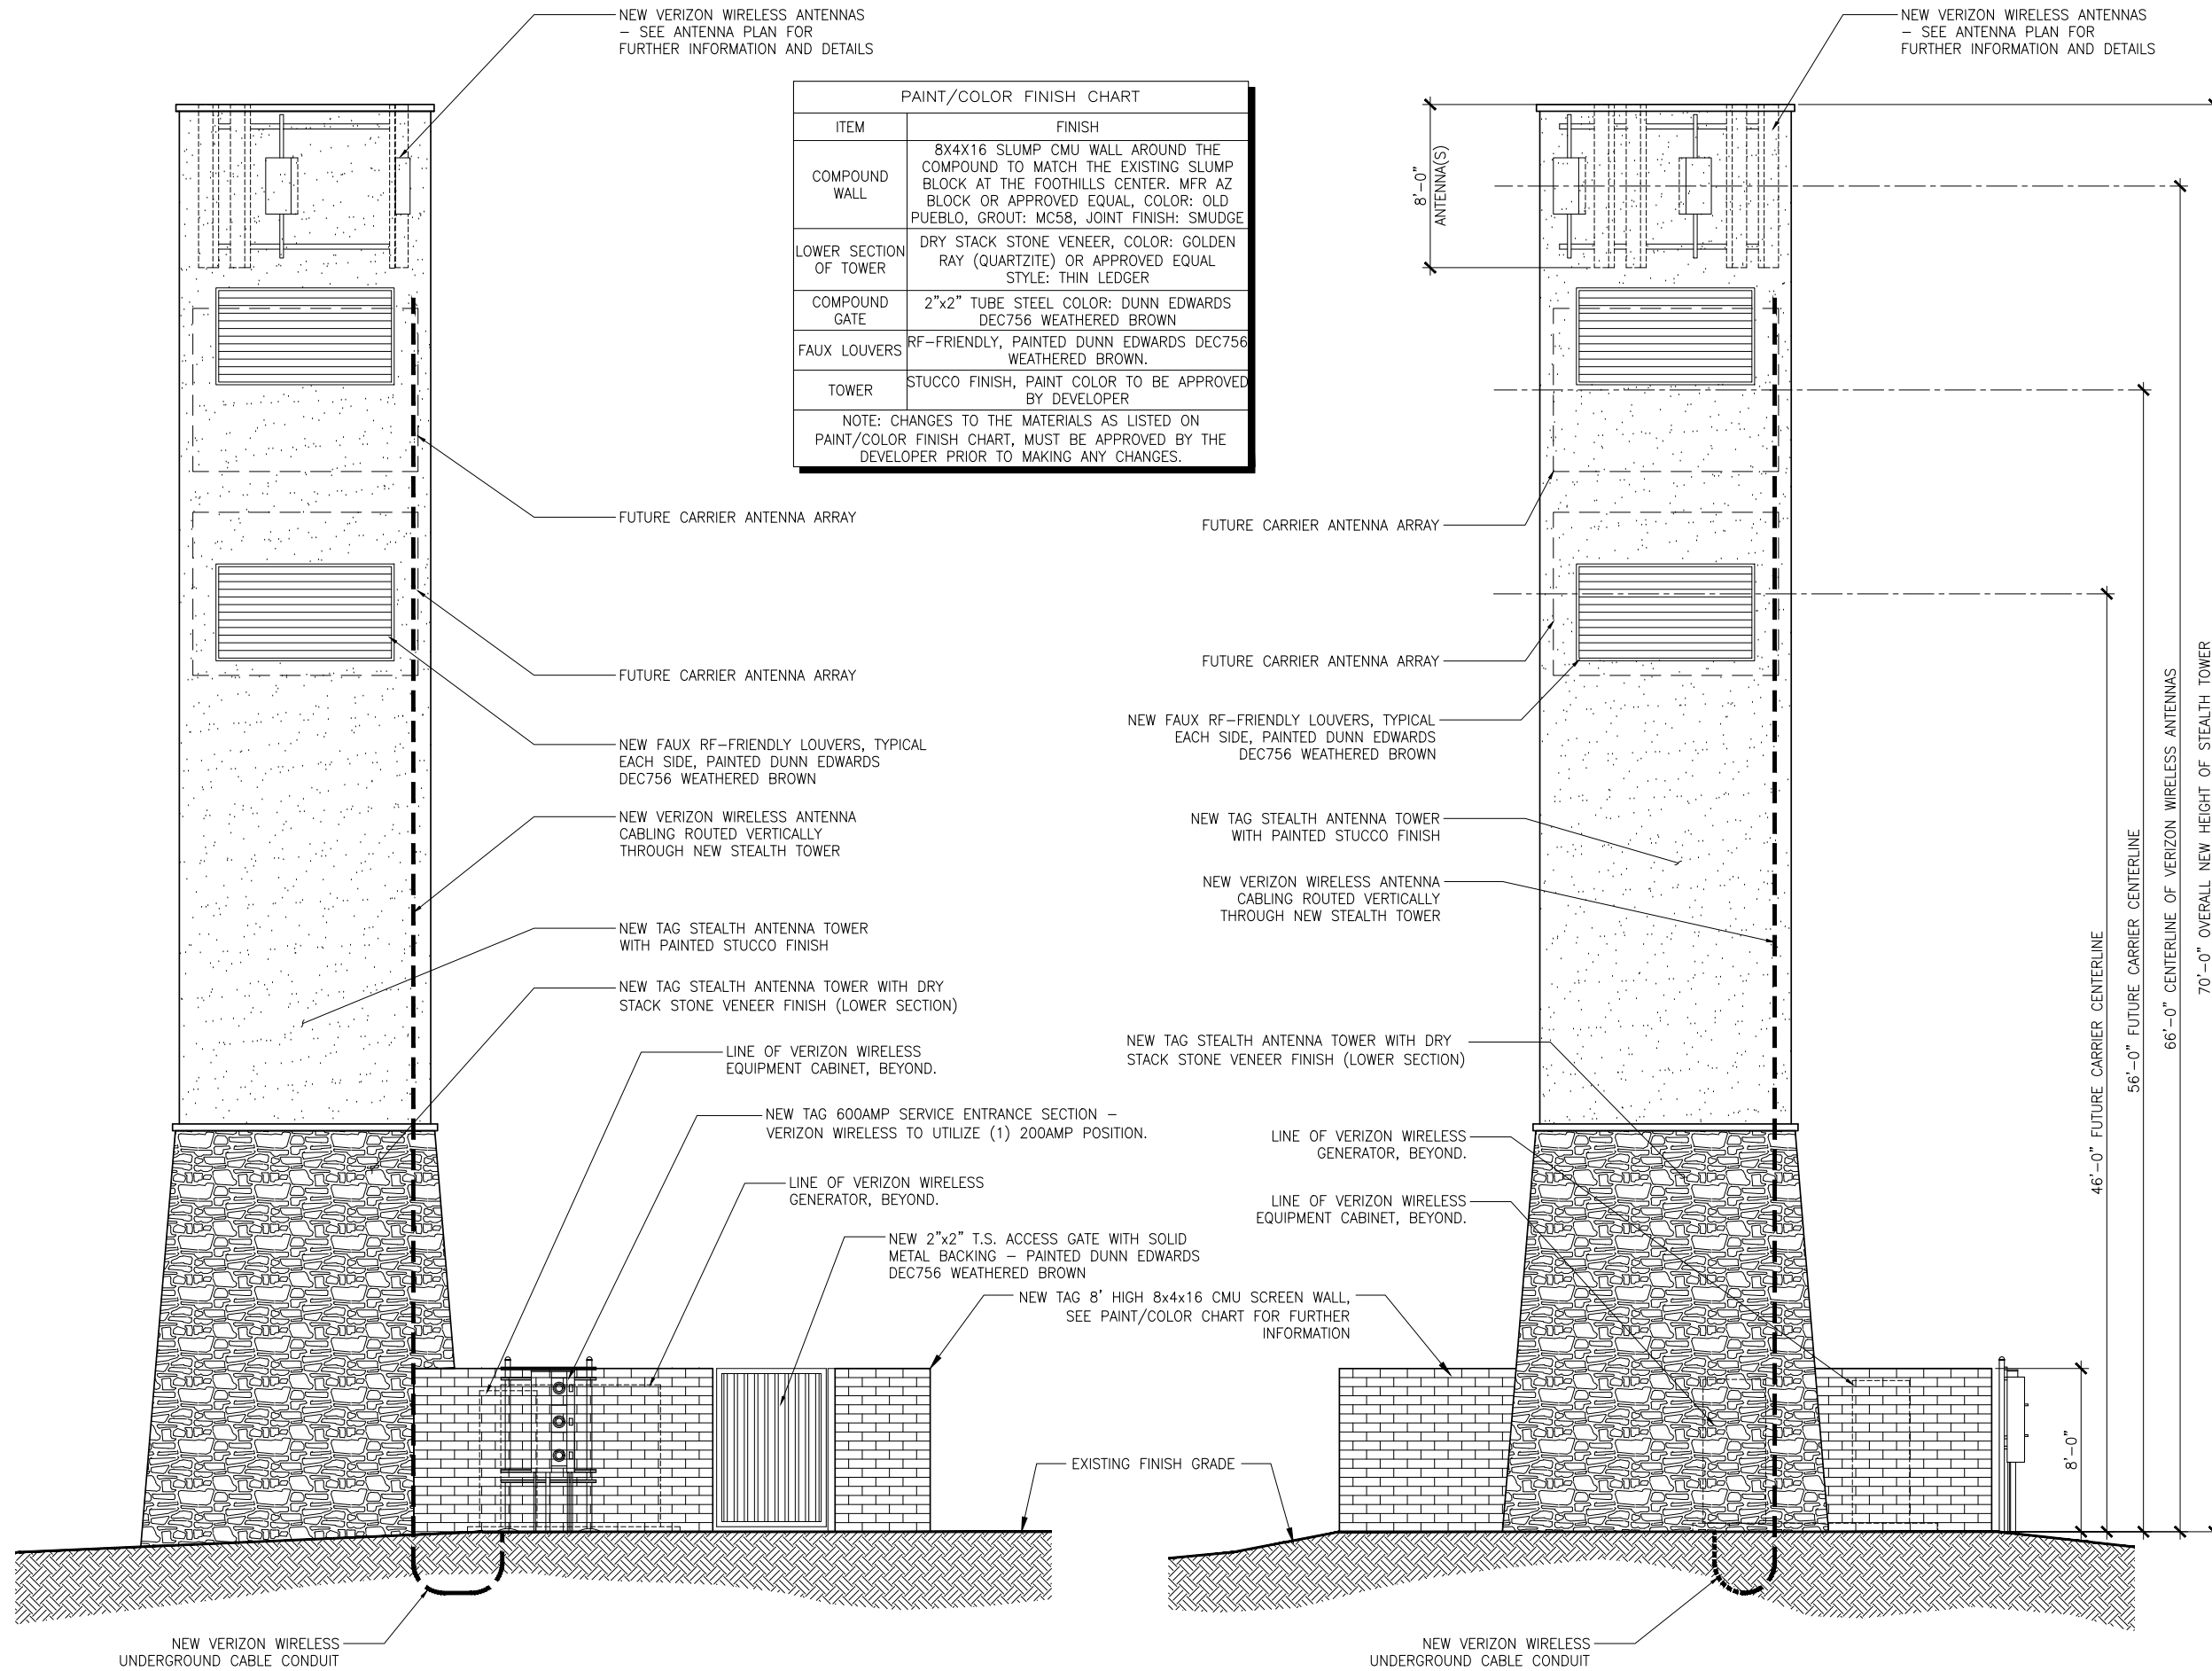 NEW VERIZON WIRELESS ANTENNAS
– SEE ANTENNA PLAN FOR
FURTHER INFORMATION AND DETAILS
PAINT/COLOR FINISH CHART
ITEM
FINISH
COMPOUND
WALL
8X4X16 SLUMP CMU WALL AROUND THE
COMPOUND TO MATCH THE EXISTING SLUMP
BLOCK AT THE FOOTHILLS CENTER. MFR AZ
BLOCK OR APPROVED EQUAL, COLOR: OLD
PUEBLO, GROUT: MC58, JOINT FINISH: SMUDGE
LOWER SECTION
OF TOWER
DRY STACK STONE VENEER, COLOR: GOLDEN
RAY (QUARTZITE) OR APPROVED EQUAL
STYLE: THIN LEDGER
COMPOUND
GATE
2"x2" TUBE STEEL COLOR: DUNN EDWARDS
DEC756 WEATHERED BROWN
FAUX LOUVERS
RF–FRIENDLY, PAINTED DUNN EDWARDS DEC756
WEATHERED BROWN.
TOWER
STUCCO FINISH, PAINT COLOR TO BE APPROVED
BY DEVELOPER
NOTE: CHANGES TO THE MATERIALS AS LISTED ON
PAINT/COLOR FINISH CHART, MUST BE APPROVED BY THE
DEVELOPER PRIOR TO MAKING ANY CHANGES.
FUTURE CARRIER ANTENNA ARRAY
FUTURE CARRIER ANTENNA ARRAY
NEW FAUX RF–FRIENDLY LOUVERS, TYPICAL
EACH SIDE, PAINTED DUNN EDWARDS
DEC756 WEATHERED BROWN
NEW VERIZON WIRELESS ANTENNA
CABLING ROUTED VERTICALLY
THROUGH NEW STEALTH TOWER
NEW TAG STEALTH ANTENNA TOWER
WITH PAINTED STUCCO FINISH
NEW TAG STEALTH ANTENNA TOWER WITH DRY
STACK STONE VENEER FINISH (LOWER SECTION)
LINE OF VERIZON WIRELESS
EQUIPMENT CABINET, BEYOND.
NEW TAG 600AMP SERVICE ENTRANCE SECTION –
VERIZON WIRELESS TO UTILIZE (1) 200AMP POSITION.
LINE OF VERIZON WIRELESS
GENERATOR, BEYOND.
NEW 2"x2" T.S. ACCESS GATE WITH SOLID
METAL BACKING – PAINTED DUNN EDWARDS
DEC756 WEATHERED BROWN
NEW TAG 8' HIGH 8x4x16 CMU SCREEN WALL,
SEE PAINT/COLOR CHART FOR FURTHER
INFORMATION
EXISTING FINISH GRADE
NEW VERIZON WIRELESS
UNDERGROUND CABLE CONDUIT
NEW VERIZON WIRELESS ANTENNAS
– SEE ANTENNA PLAN FOR
FURTHER INFORMATION AND DETAILS
8'–0"
ANTENNA(S)
FUTURE CARRIER ANTENNA ARRAY
FUTURE CARRIER ANTENNA ARRAY
NEW FAUX RF–FRIENDLY LOUVERS, TYPICAL
EACH SIDE, PAINTED DUNN EDWARDS
DEC756 WEATHERED BROWN
NEW TAG STEALTH ANTENNA TOWER
WITH PAINTED STUCCO FINISH
NEW VERIZON WIRELESS ANTENNA
CABLING ROUTED VERTICALLY
THROUGH NEW STEALTH TOWER
NEW TAG STEALTH ANTENNA TOWER WITH DRY
STACK STONE VENEER FINISH (LOWER SECTION)
LINE OF VERIZON WIRELESS
GENERATOR, BEYOND.
LINE OF VERIZON WIRELESS
EQUIPMENT CABINET, BEYOND.
8'–0"
46'–0" FUTURE CARRIER CENTERLINE
56'–0" FUTURE CARRIER CENTERLINE
66'–0" CENTERLINE OF VERIZON WIRELESS ANTENNAS
70'–0" OVERALL NEW HEIGHT OF STEALTH TOWER
NEW VERIZON WIRELESS
UNDERGROUND CABLE CONDUIT